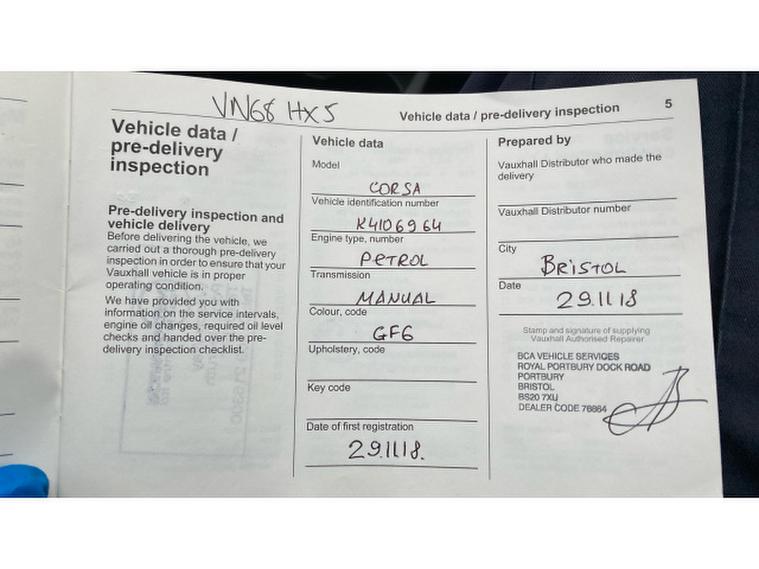 VN68 HX5
Vehicle data / pre-delivery inspection
5
Vehicle data /
pre-delivery
inspection
Pre-delivery inspection and
vehicle delivery
Before delivering the vehicle, we
carried out a thorough pre-delivery
inspection in order to ensure that your
Vauxhall vehicle is in proper
operating condition.
We have provided you with
information on the service intervals,
engine oil changes, required oil level
checks and handed over the pre-
delivery inspection checklist.
Vehicle data
Model
CORSA
Vehicle identification number
K4106964
Engine type, number
PETROL
Transmission
MANUAL
Colour, code
GF6
Upholstery, code
Key code
Date of first registration
29.11.18.
Prepared by
Vauxhall Distributor who made the
delivery
Vauxhall Distributor number
City
BRISTOL
Date
29.11.18
Stamp and signature of supplying
Vauxhall Authorised Repairer
BCA VEHICLE SERVICES
ROYAL PORTBURY DOCK ROAD
PORTBURY
BRISTOL
BS20 7XU
DEALER CODE 76864